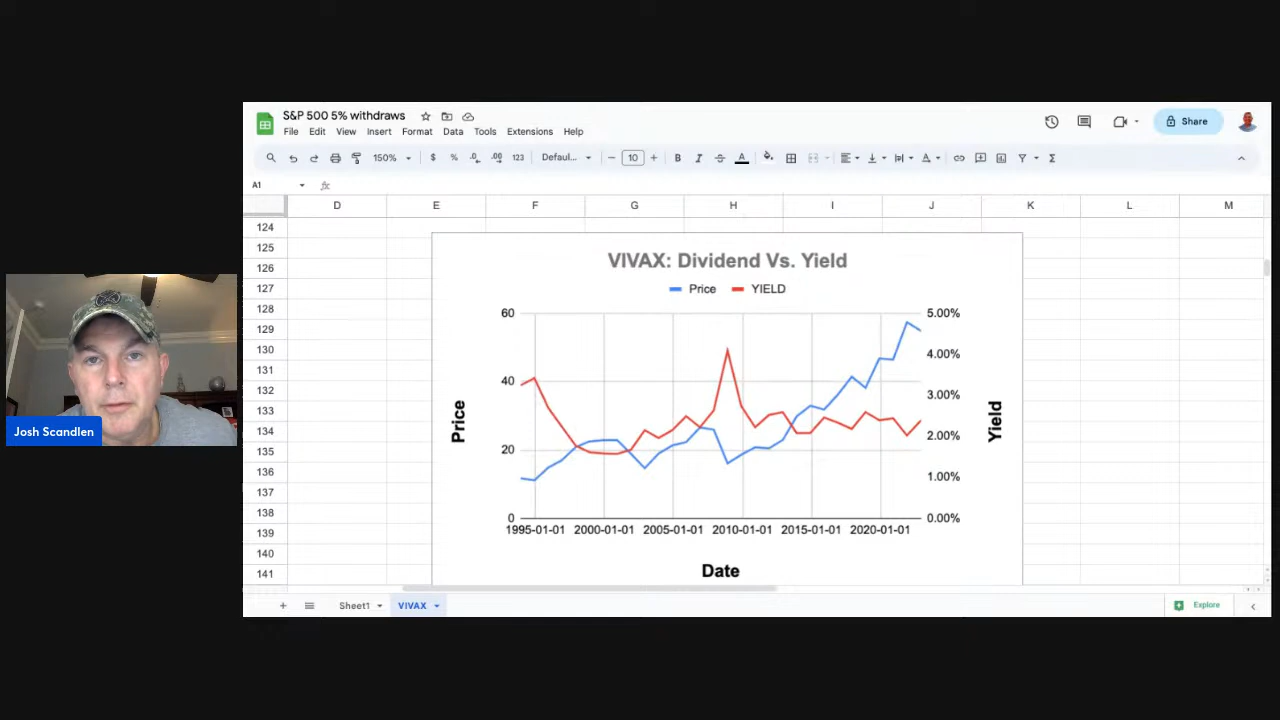 S&P 500 5% withdraws
File Edit View Insert Format Data Tools Extensions Help
Share
150% $ % .0 .00 123 Defaul... − 10 + B I A Σ
A1 fx
D E F G H I J K L M
124
125
126
127
128
129
130
131
132
133
134
135
136
137
138
139
140
141
VIVAX: Dividend Vs. Yield
Price YIELD
60 5.00%
4.00%
40
3.00%
Price Yield
2.00%
20
1.00%
0 0.00%
1995-01-01 2000-01-01 2005-01-01 2010-01-01 2015-01-01 2020-01-01
Date
Josh Scandlen
+ Sheet1 VIVAX Explore